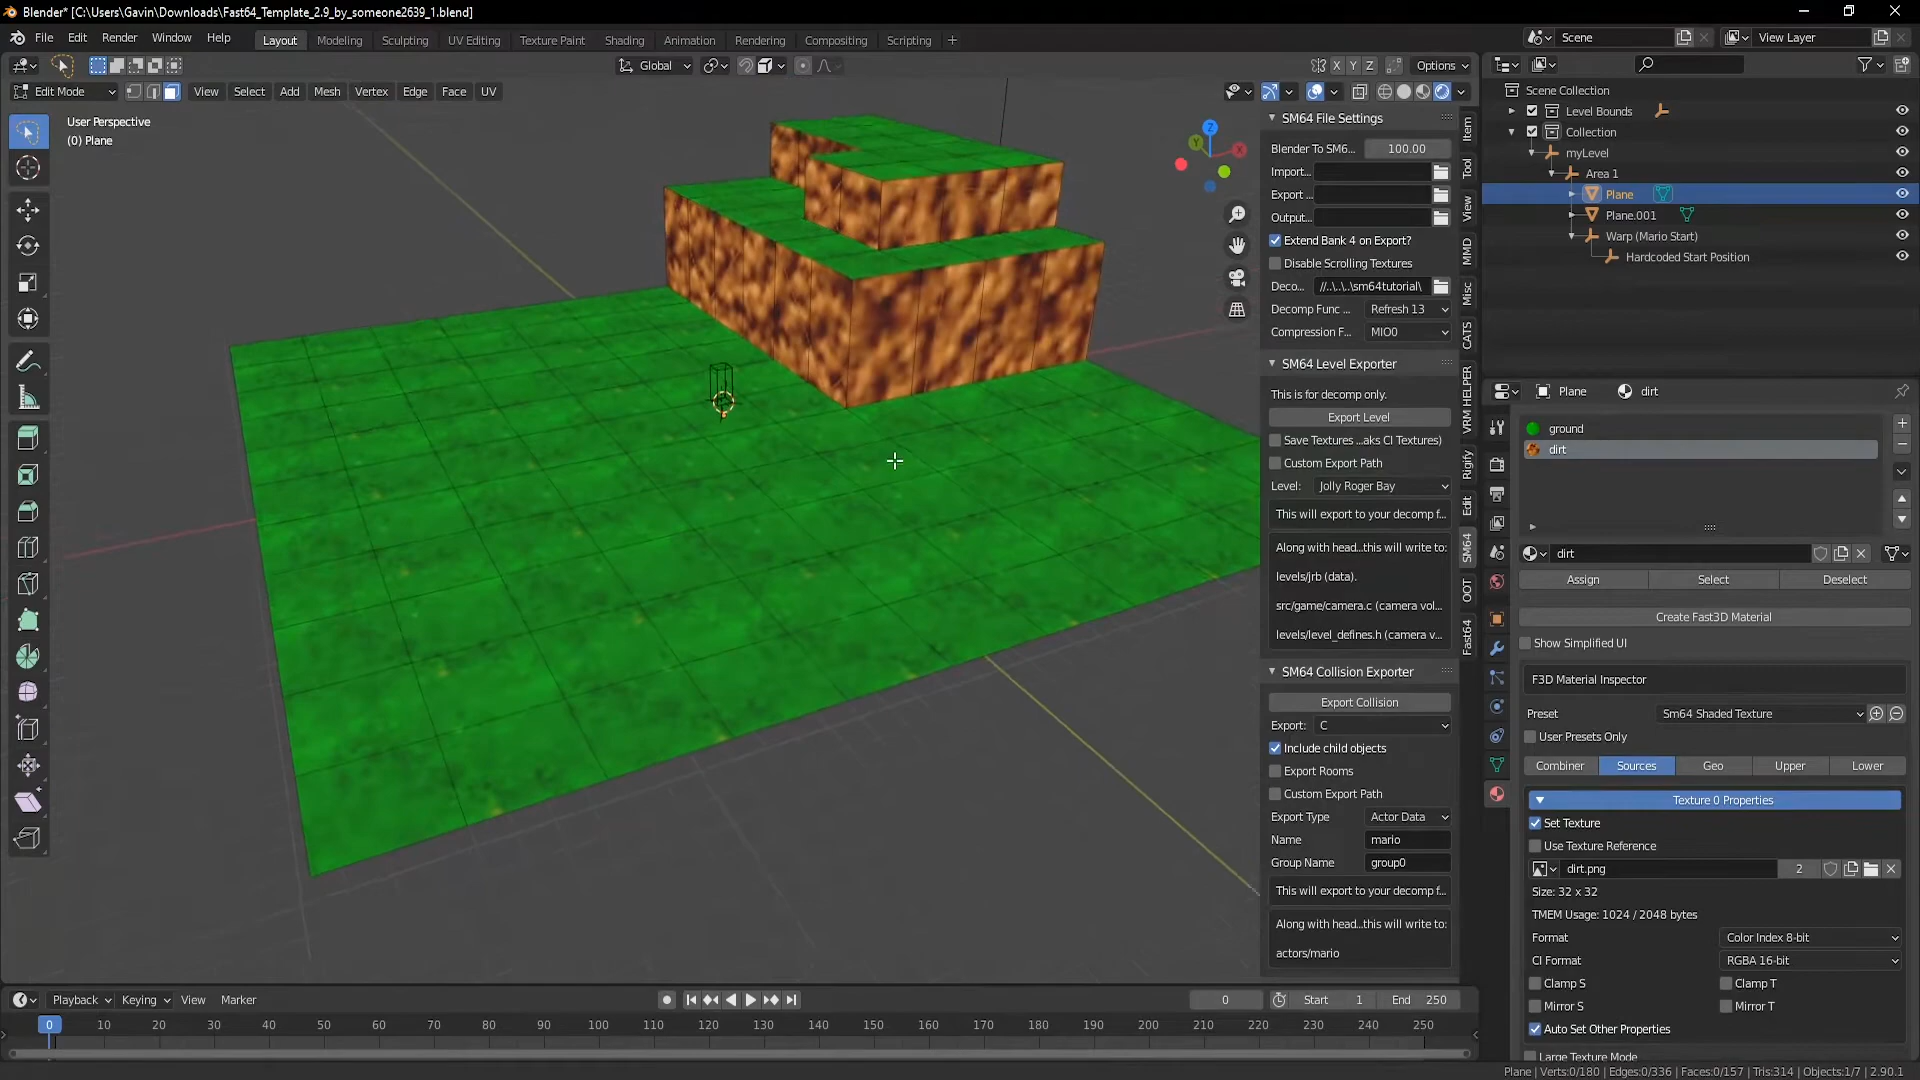 Blender* [C:\Users\Gavin\Downloads\Fast64_Template_2.9_by_someone2639_1.blend]
File Edit Render Window Help
Layout Modeling Sculpting UV Editing Texture Paint Shading Animation Rendering Compositing Scripting +
Scene
View Layer
Global
X Y Z
Options
Edit Mode
View Select Add Mesh Vertex Edge Face UV
User Perspective
(0) Plane
Z
X
Y
SM64 File Settings
Blender To SM6... 100.00
Import...
Export ...
Output...
Extend Bank 4 on Export?
Disable Scrolling Textures
Deco... //..\..\..\sm64tutorial\
Decomp Func ... Refresh 13
Compression F... MIO0
SM64 Level Exporter
This is for decomp only.
Export Level
Save Textures ...aks CI Textures)
Custom Export Path
Level: Jolly Roger Bay
This will export to your decomp f...
Along with head...this will write to:
levels/jrb (data).
src/game/camera.c (camera vol...
levels/level_defines.h (camera v...
SM64 Collision Exporter
Export Collision
Export: C
Include child objects
Export Rooms
Custom Export Path
Export Type Actor Data
Name mario
Group Name group0
This will export to your decomp f...
Along with head...this will write to:
actors/mario
Item
Tool
View
MMD
Misc
CATS
VRM HELPER
Rigify
Edit
SM64
OOT
Fast64
Scene Collection
Level Bounds
Collection
myLevel
Area 1
Plane
Plane.001
Warp (Mario Start)
Hardcoded Start Position
Plane dirt
ground
dirt
dirt
Assign Select Deselect
Create Fast3D Material
Show Simplified UI
F3D Material Inspector
Preset Sm64 Shaded Texture
User Presets Only
Combiner Sources Geo Upper Lower
Texture 0 Properties
Set Texture
Use Texture Reference
dirt.png 2
Size: 32 x 32
TMEM Usage: 1024 / 2048 bytes
Format Color Index 8-bit
CI Format RGBA 16-bit
Clamp S Clamp T
Mirror S Mirror T
Auto Set Other Properties
Large Texture Mode
Playback Keying View Marker
0 Start 1 End 250
0 10 20 30 40 50 60 70 80 90 100 110 120 130 140 150 160 170 180 190 200 210 220 230 240 250
Plane | Verts:0/180 | Edges:0/336 | Faces:0/157 | Tris:314 | Objects:1/7 | 2.90.1